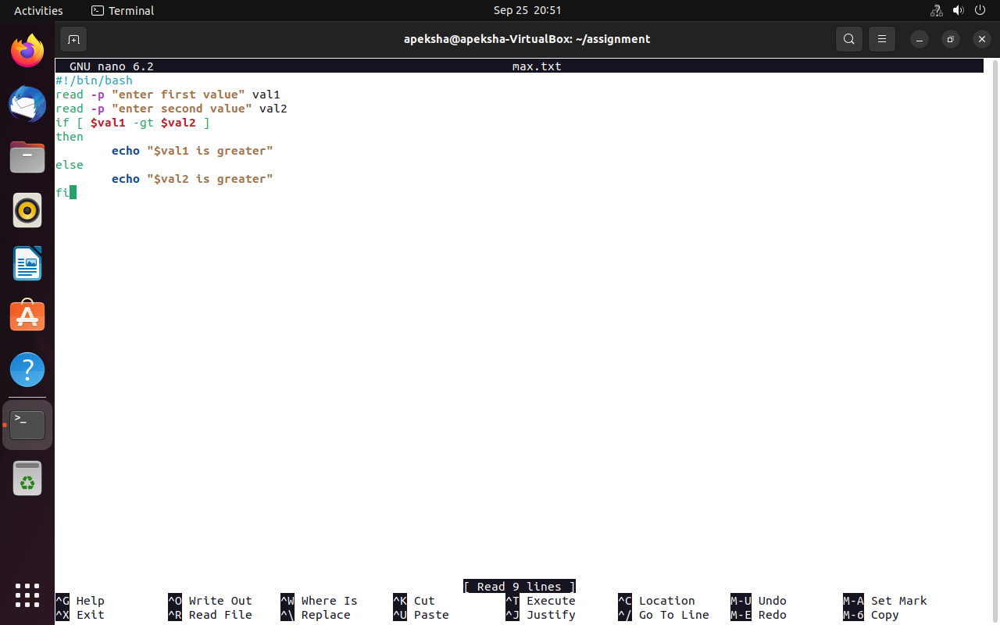 Activities Terminal Sep 25 20:51
apeksha@apeksha-VirtualBox: ~/assignment
GNU nano 6.2 max.txt
#!/bin/bash
read -p "enter first value" val1
read -p "enter second value" val2
if [ $val1 -gt $val2 ]
then
        echo "$val1 is greater"
else
        echo "$val2 is greater"
fi
[ Read 9 lines ]
^G Help ^O Write Out ^W Where Is ^K Cut ^T Execute ^C Location M-U Undo M-A Set Mark
^X Exit ^R Read File ^\ Replace ^U Paste ^J Justify ^/ Go To Line M-E Redo M-6 Copy